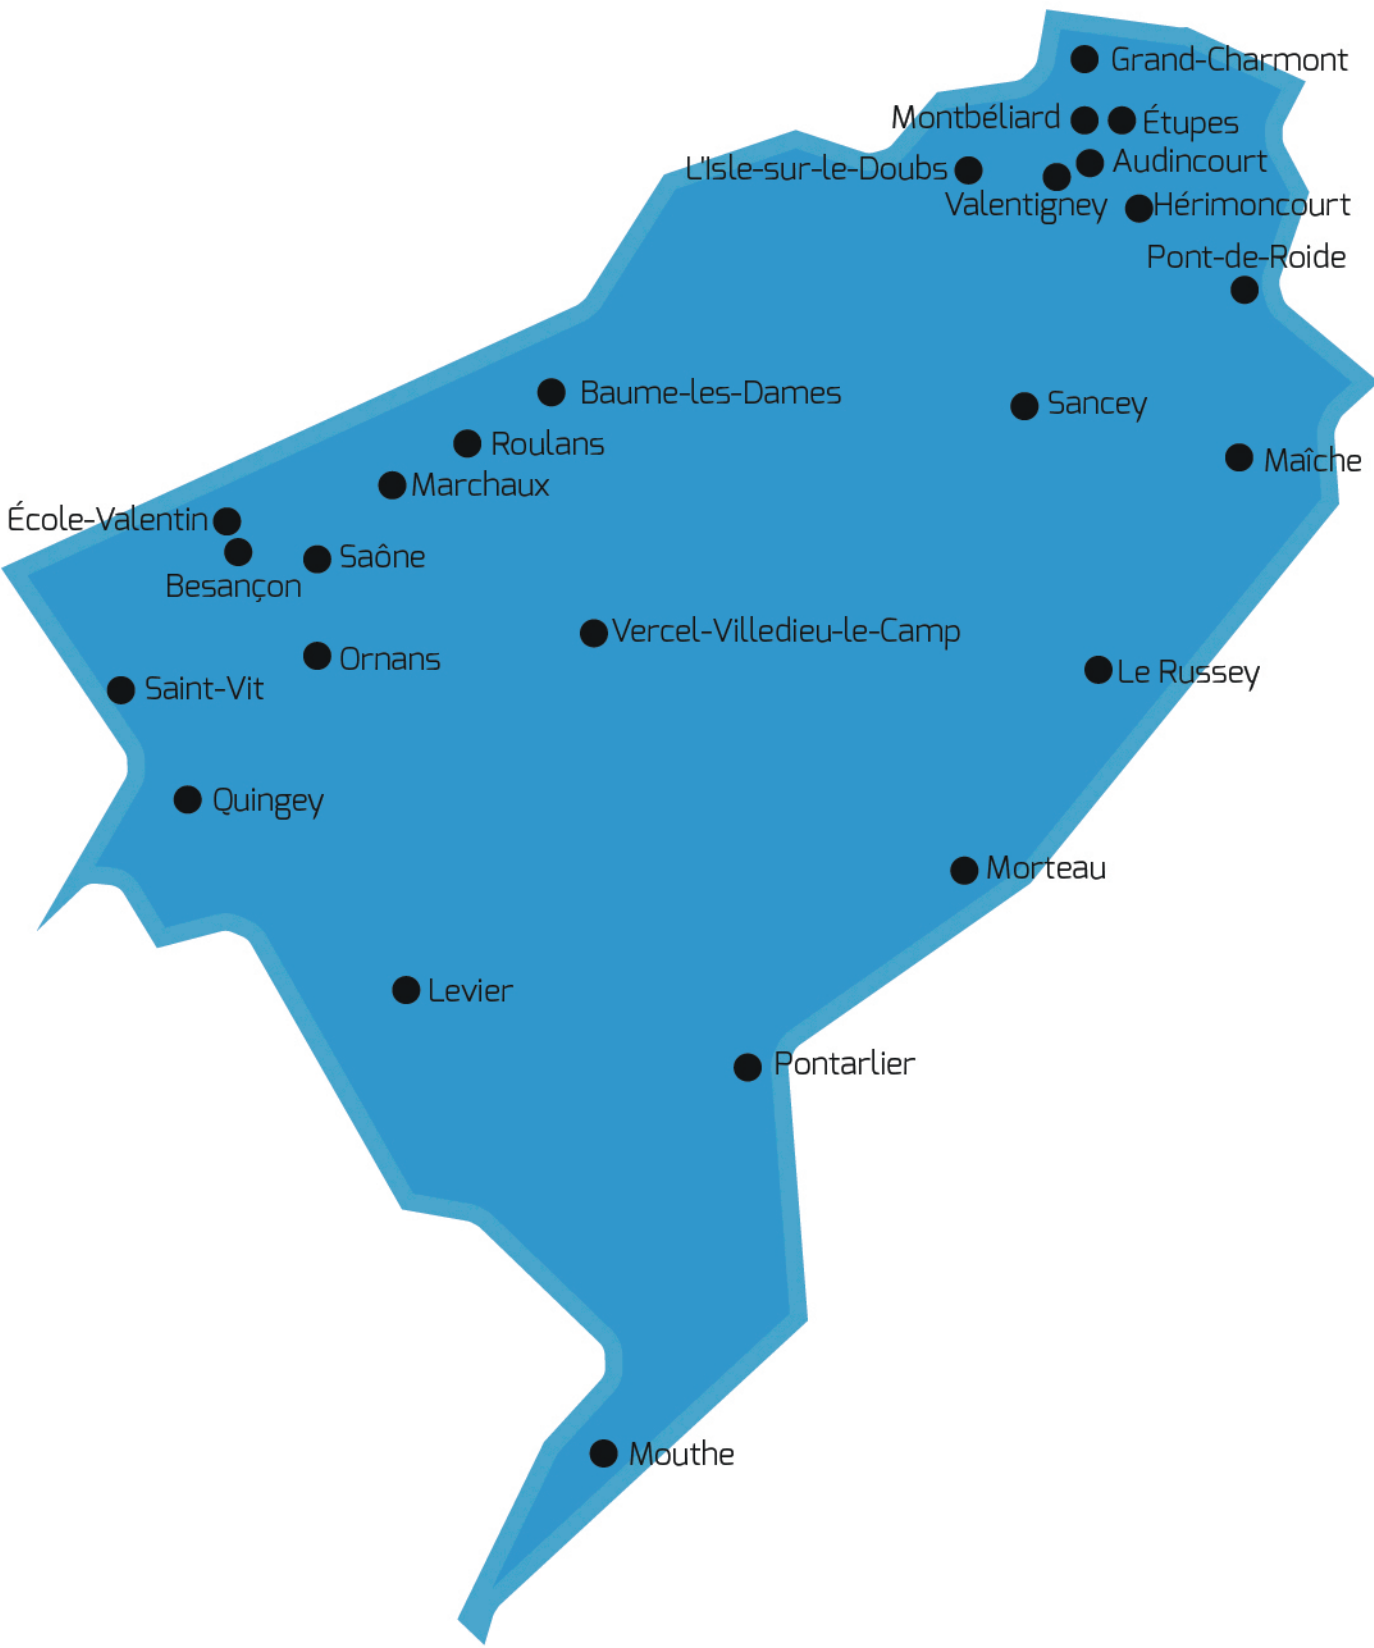 Grand-Charmont
Montbéliard
Étupes
Audincourt
L'Isle-sur-le-Doubs
Valentigney
Hérimoncourt
Pont-de-Roide
Baume-les-Dames
Sancey
Roulans
Maîche
Marchaux
École-Valentin
Saône
Besançon
Vercel-Villedieu-le-Camp
Ornans
Le Russey
Saint-Vit
Quingey
Morteau
Levier
Pontarlier
Mouthe